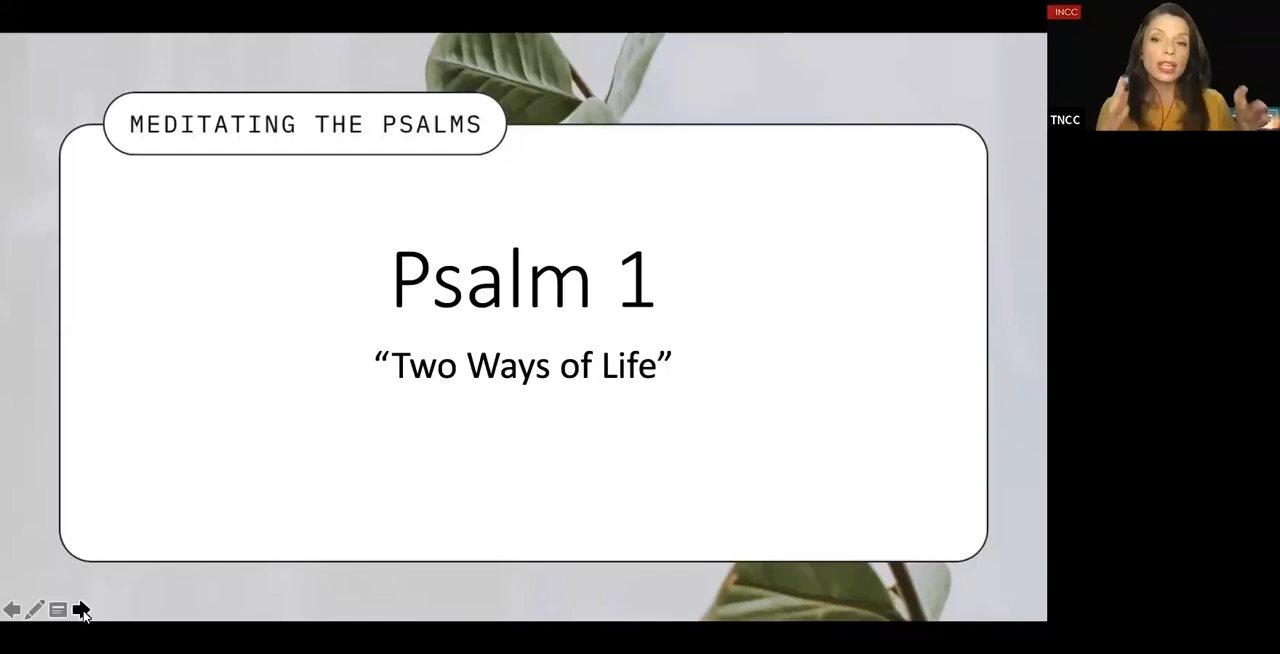 MEDITATING THE PSALMS
Psalm 1
“Two Ways of Life”
tNCC
TNCC